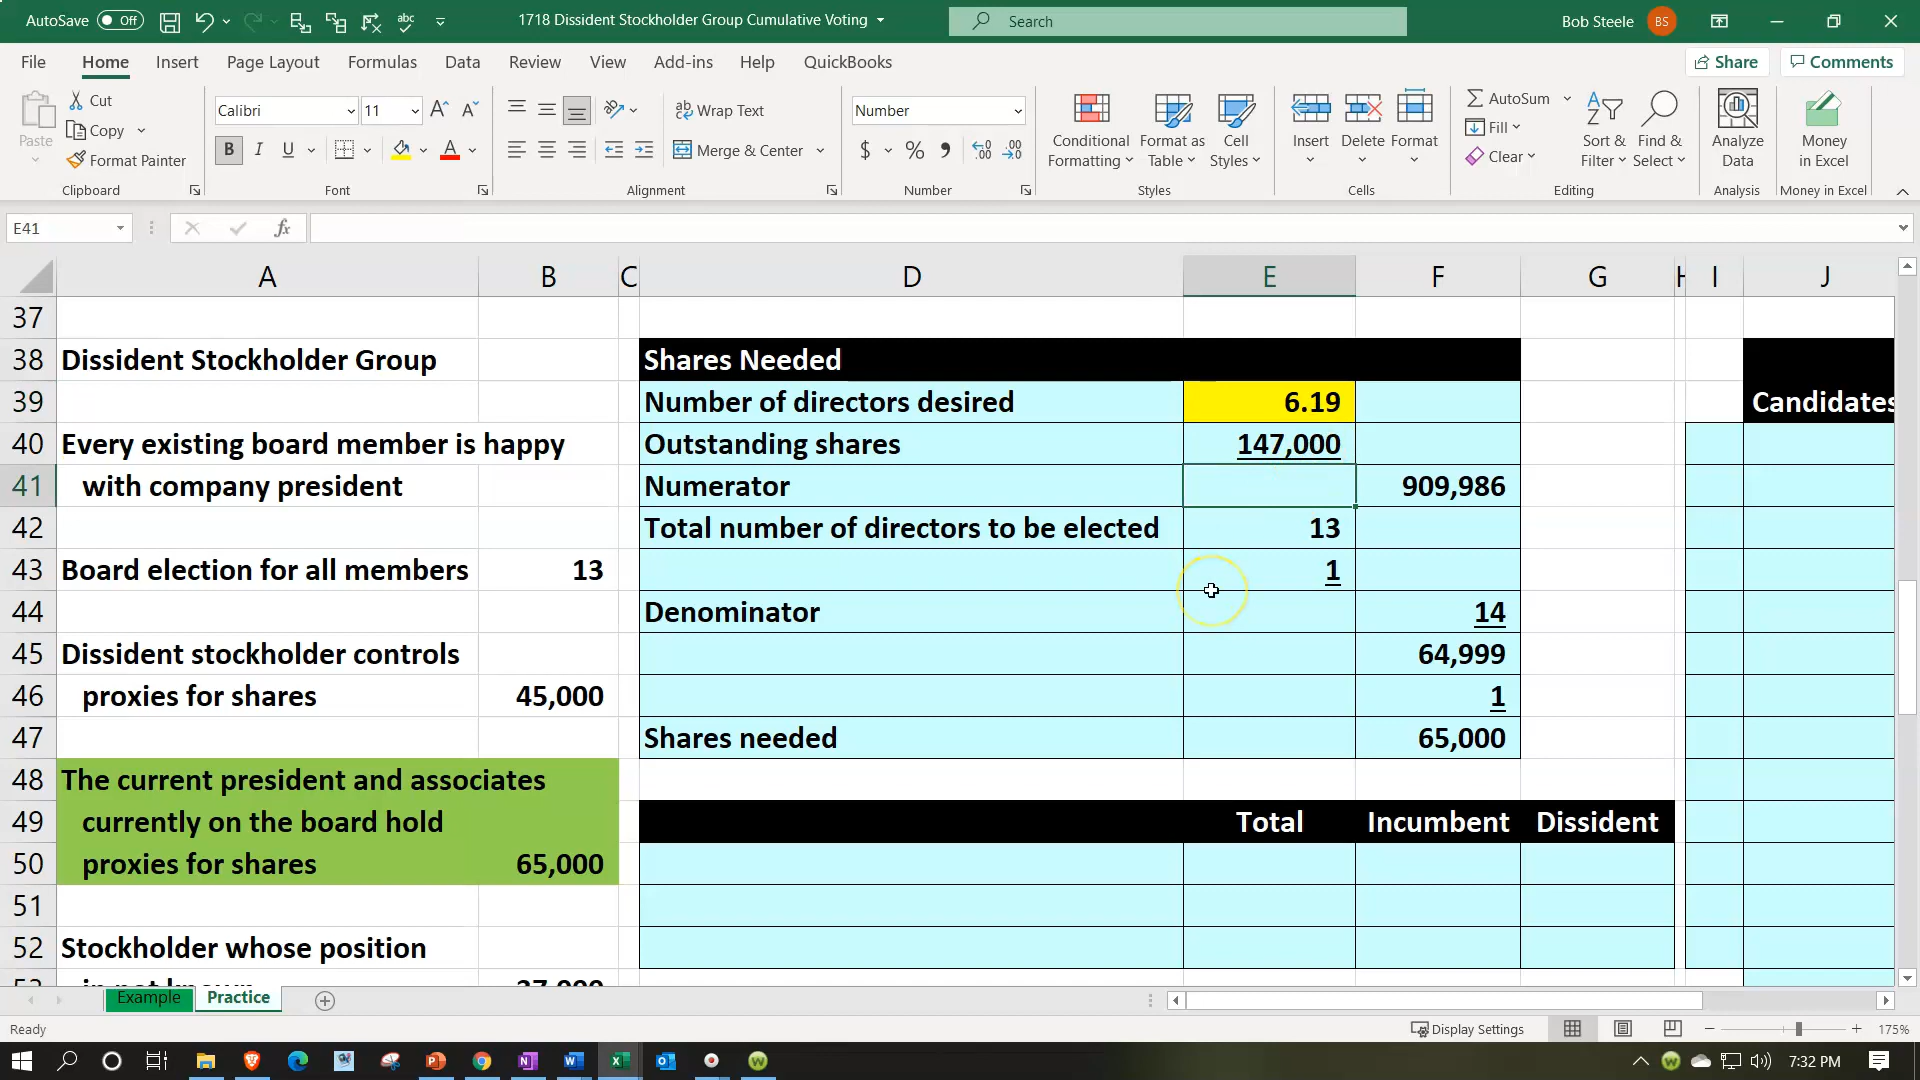 AutoSave Off 1718 Dissident Stockholder Group Cumulative Voting Search Bob Steele BS
File Home Insert Page Layout Formulas Data Review View Add-ins Help QuickBooks Share Comments
Paste Cut Copy Format Painter Clipboard
Calibri 11 B I U Font
Wrap Text Merge & Center Alignment
Number $ % Number
Conditional Formatting Format as Table Cell Styles Styles
Insert Delete Format Cells
AutoSum Fill Clear Sort & Filter Find & Select Editing
Analyze Data Analysis
Money in Excel Money in Excel
E41 fx
A B C D E F G H I J
37
38 Dissident Stockholder Group Shares Needed
39 Number of directors desired 6.19 Candidates
40 Every existing board member is happy Outstanding shares 147,000
41 with company president Numerator 909,986
42 Total number of directors to be elected 13
43 Board election for all members 13 1
44 Denominator 14
45 Dissident stockholder controls 64,999
46 proxies for shares 45,000 1
47 Shares needed 65,000
48 The current president and associates
49 currently on the board hold Total Incumbent Dissident
50 proxies for shares 65,000
51
52 Stockholder whose position
53 in not known 37,000
Example Practice
Ready Display Settings 175%
7:32 PM